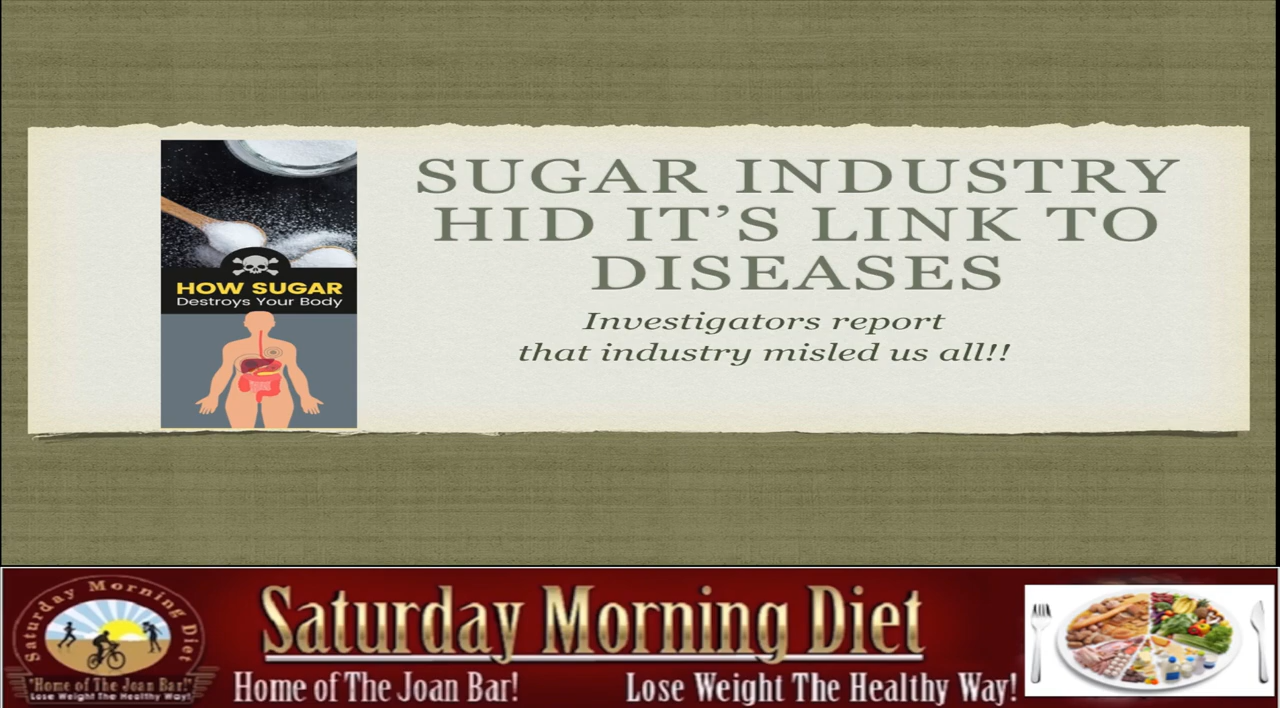 SUGAR INDUSTRY
HID IT’S LINK TO
DISEASES
Investigators report
that industry misled us all!!
HOW SUGAR
Destroys Your Body
Saturday Morning Diet
"Home of The Joan Bar!"
Lose Weight The Healthy Way!
Saturday Morning Diet
Home of The Joan Bar! Lose Weight The Healthy Way!